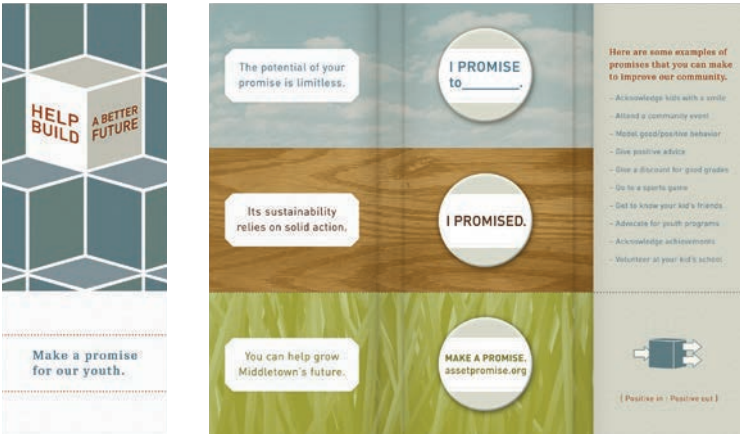 HELP
BUILD
A BETTER
FUTURE
Make a promise
for our youth.
The potential of your
promise is limitless.
I PROMISE
to________.
Its sustainability
relies on solid action.
I PROMISED.
You can help grow
Middletown's future.
MAKE A PROMISE.
assetpromise.org
Here are some examples of
promises that you can make
to improve our community.
– Acknowledge kids with a smile
– Attend a community event
– Model good/positive behavior
– Give positive advice
– Give a discount for good grades
– Go to a sports game
– Get to know your kid's friends
– Advocate for youth programs
– Acknowledge achievements
– Volunteer at your kid's school
{ Positive in : Positive out }